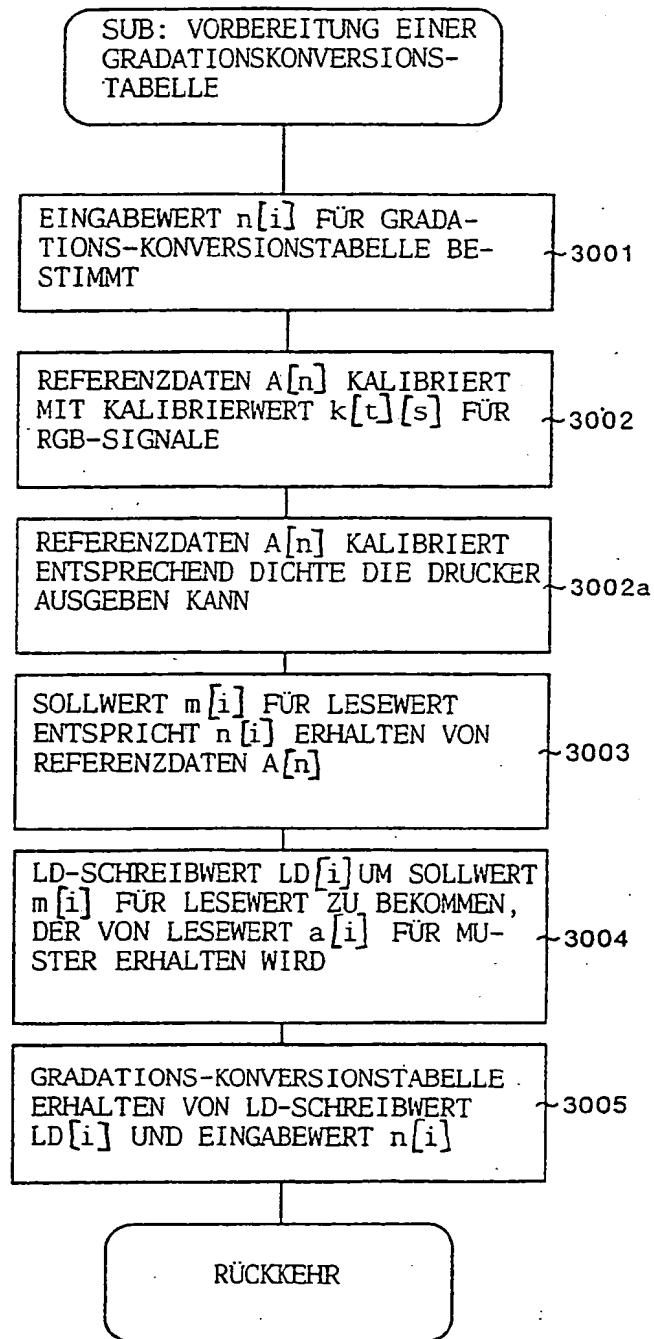 SUB: VORBEREITUNG EINER
GRADATIONSKONVERSIONS-
TABELLE
EINGABEWERT n[i] FÜR GRADA-
TIONS-KONVERSIONSTABELLE BE-
STIMMT
~3001
REFERENZDATEN A[n] KALIBRIERT
MIT KALIBRIERWERT k[t][s] FÜR
RGB-SIGNALE
~3002
REFERENZDATEN A[n] KALIBRIERT
ENTSPRECHEND DICHTE DIE DRUCKER
AUSGEBEN KANN
~3002a
SOLLWERT m[i] FÜR LESEWERT
ENTSPRICHT n[i] ERHALTEN VON
REFERENZDATEN A[n]
~3003
LD-SCHREIBWERT LD[i] UM SOLLWERT
m[i] FÜR LESEWERT ZU BEKOMMEN,
DER VON LESEWERT a[i] FÜR MU-
STER ERHALTEN WIRD
~3004
GRADATIONS-KONVERSIONSTABELLE
ERHALTEN VON LD-SCHREIBWERT
LD[i] UND EINGABEWERT n[i]
~3005
RÜCKKEHR